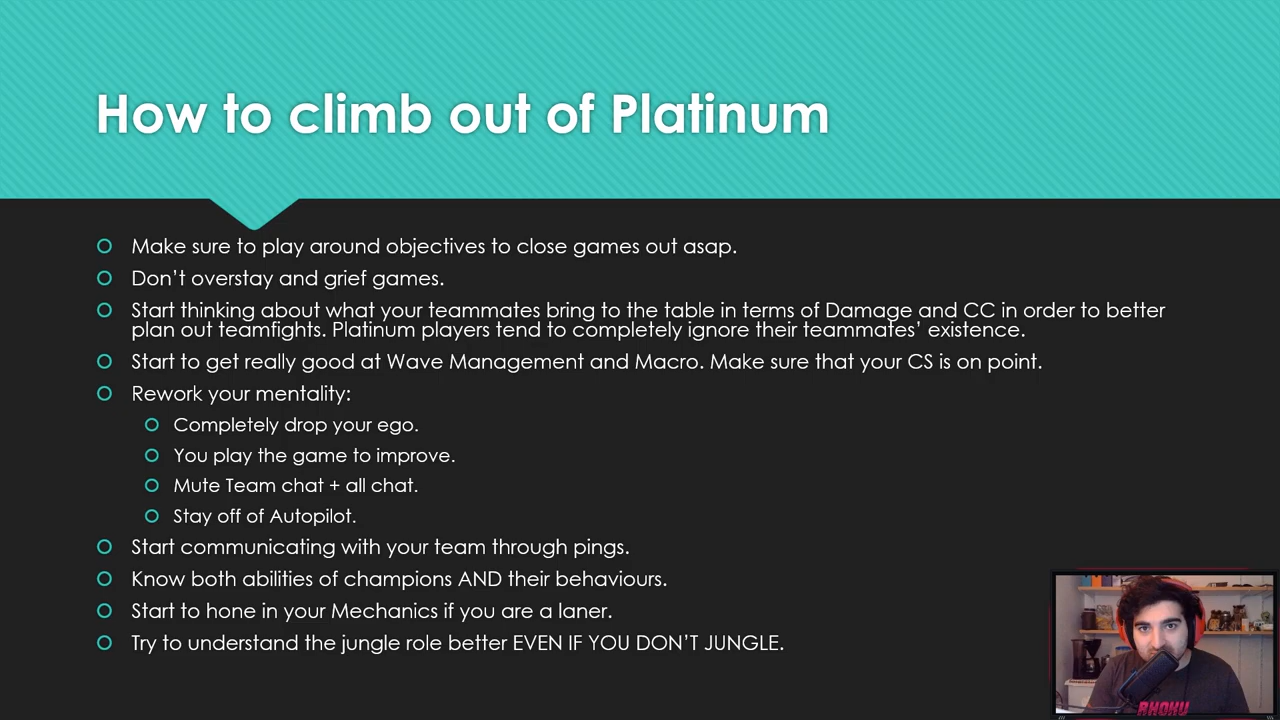 How to climb out of Platinum
Make sure to play around objectives to close games out asap.
Don’t overstay and grief games.
Start thinking about what your teammates bring to the table in terms of Damage and CC in order to better
plan out teamfights. Platinum players tend to completely ignore their teammates’ existence.
Start to get really good at Wave Management and Macro. Make sure that your CS is on point.
Rework your mentality:
Completely drop your ego.
You play the game to improve.
Mute Team chat + all chat.
Stay off of Autopilot.
Start communicating with your team through pings.
Know both abilities of champions AND their behaviours.
Start to hone in your Mechanics if you are a laner.
Try to understand the jungle role better EVEN IF YOU DON’T JUNGLE.
RHOKU